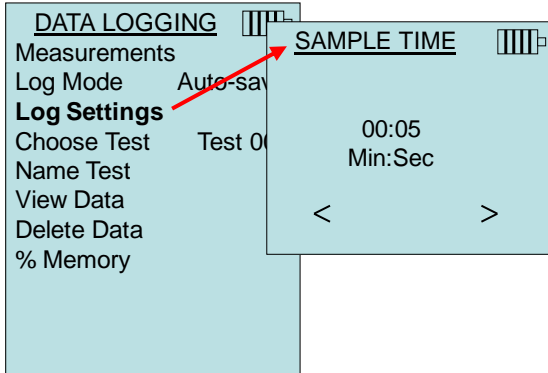 DATA LOGGING
Measurements
Log Mode Auto-sav
Log Settings
Choose Test Test 00
Name Test
View Data
Delete Data
% Memory
SAMPLE TIME
00:05
Min:Sec
< >